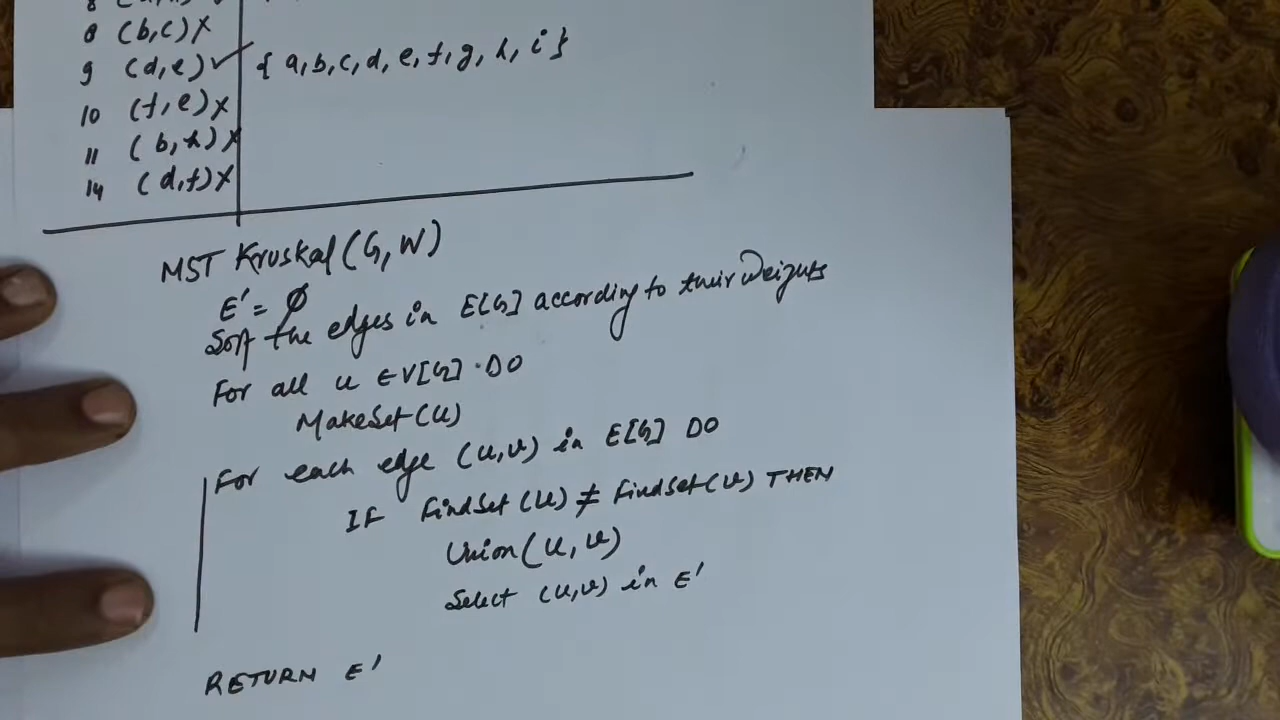 8
8 (b,c) ×
9 (d,e) ✓ { a,b,c,d,e,f,g,h,i }
10 (f,e) ×
11 (b,h) ×
14 (d,f) ×
MST Kruskal (G, W)
E' = Ø
Sort the edges in E[G] according to their Weights
For all u ∈ V[G] · DO
MakeSet (u)
For each edge (u,v) in E[G] DO
IF FindSet (u) ≠ FindSet (v) THEN
Union (u, v)
Select (u,v) in E'
RETURN E'